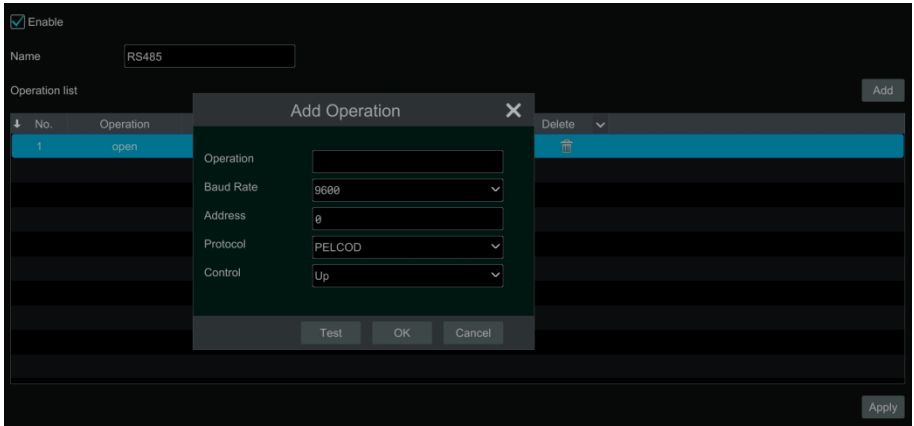 Enable
Name RS485
Operation list Add
No. Operation Delete
1 open
Add Operation
Operation
Baud Rate 9600
Address 0
Protocol PELCOD
Control Up
Test OK Cancel
Apply